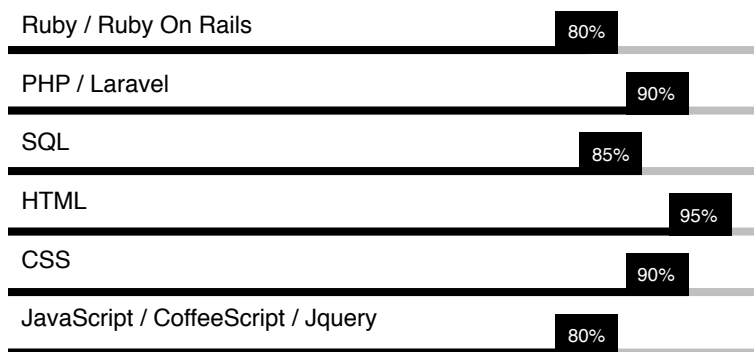 Ruby / Ruby On Rails 80%
PHP / Laravel 90%
SQL 85%
HTML 95%
CSS 90%
JavaScript / CoffeeScript / Jquery 80%